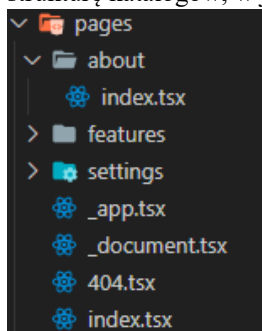 pages
about
index.tsx
features
settings
_app.tsx
_document.tsx
404.tsx
index.tsx